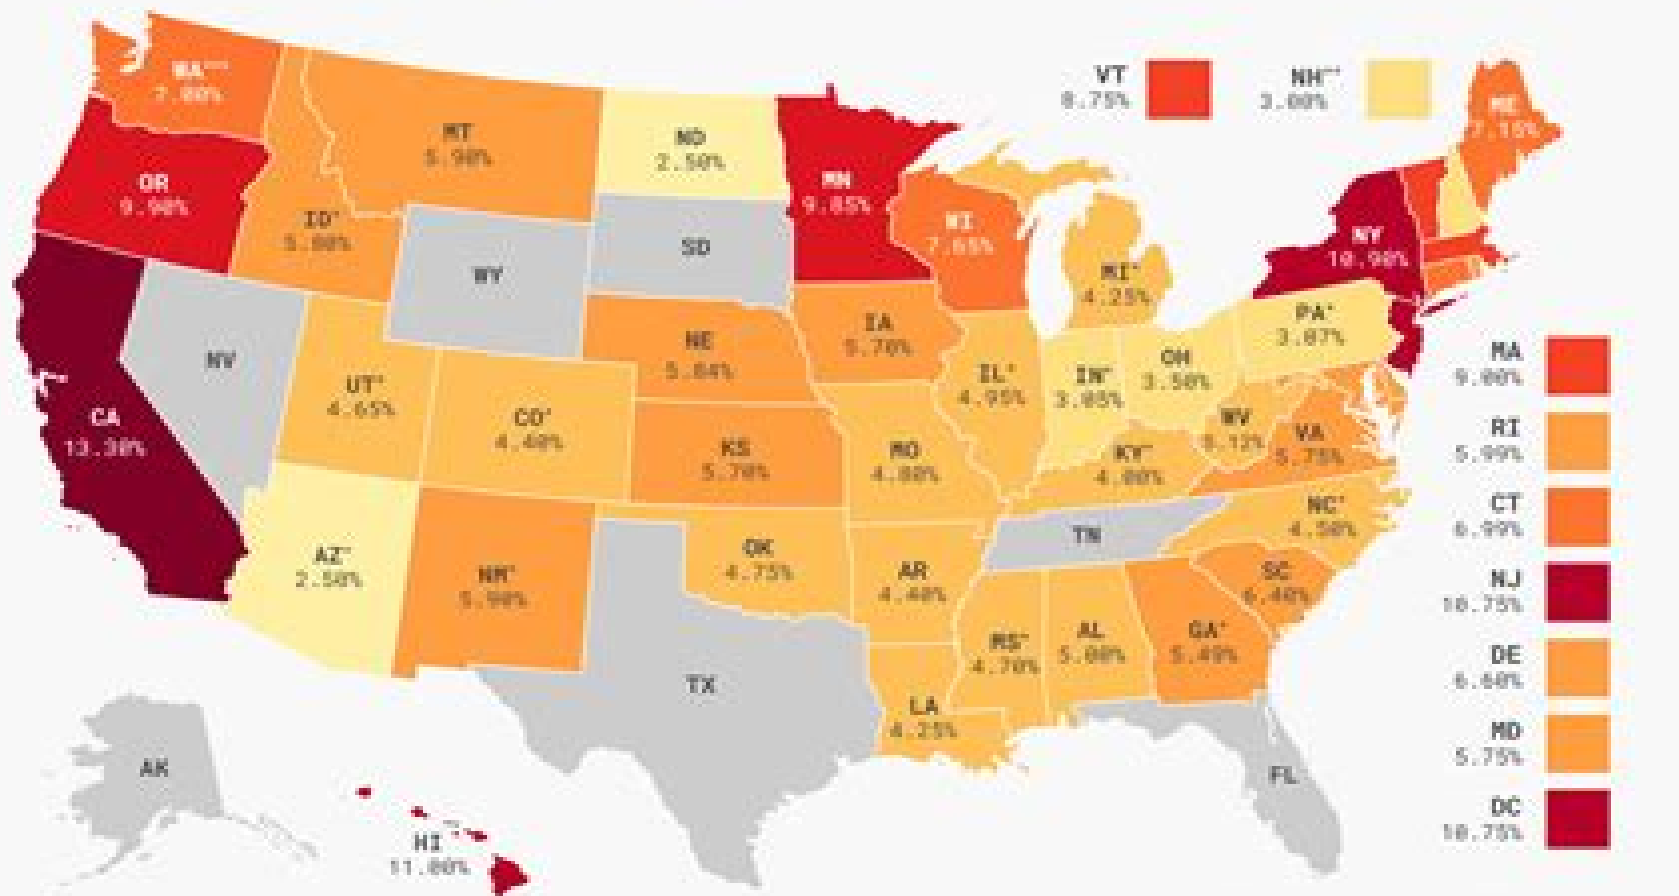 WA***
7.00%
OR
9.90%
CA
13.30%
ID*
5.80%
MT
5.90%
WY
NV
UT*
4.65%
CO*
4.40%
AZ*
2.50%
NM*
5.90%
ND
2.50%
SD
NE
5.84%
KS
5.70%
OK
4.75%
TX
MN
9.85%
IA
5.70%
MO
4.80%
AR
4.40%
LA
4.25%
WI
7.65%
IL*
4.95%
MI*
4.25%
IN*
3.05%
OH
3.50%
KY*
4.00%
TN
MS*
4.70%
AL
5.00%
GA*
5.49%
FL
SC
6.40%
NC*
4.50%
VA
5.75%
WV
5.12%
PA*
3.07%
NY
10.90%
VT
8.75%
NH**
3.00%
ME
7.15%
MA
9.00%
RI
5.99%
CT
6.99%
NJ
10.75%
DE
6.60%
MD
5.75%
DC
10.75%
AK
HI
11.00%